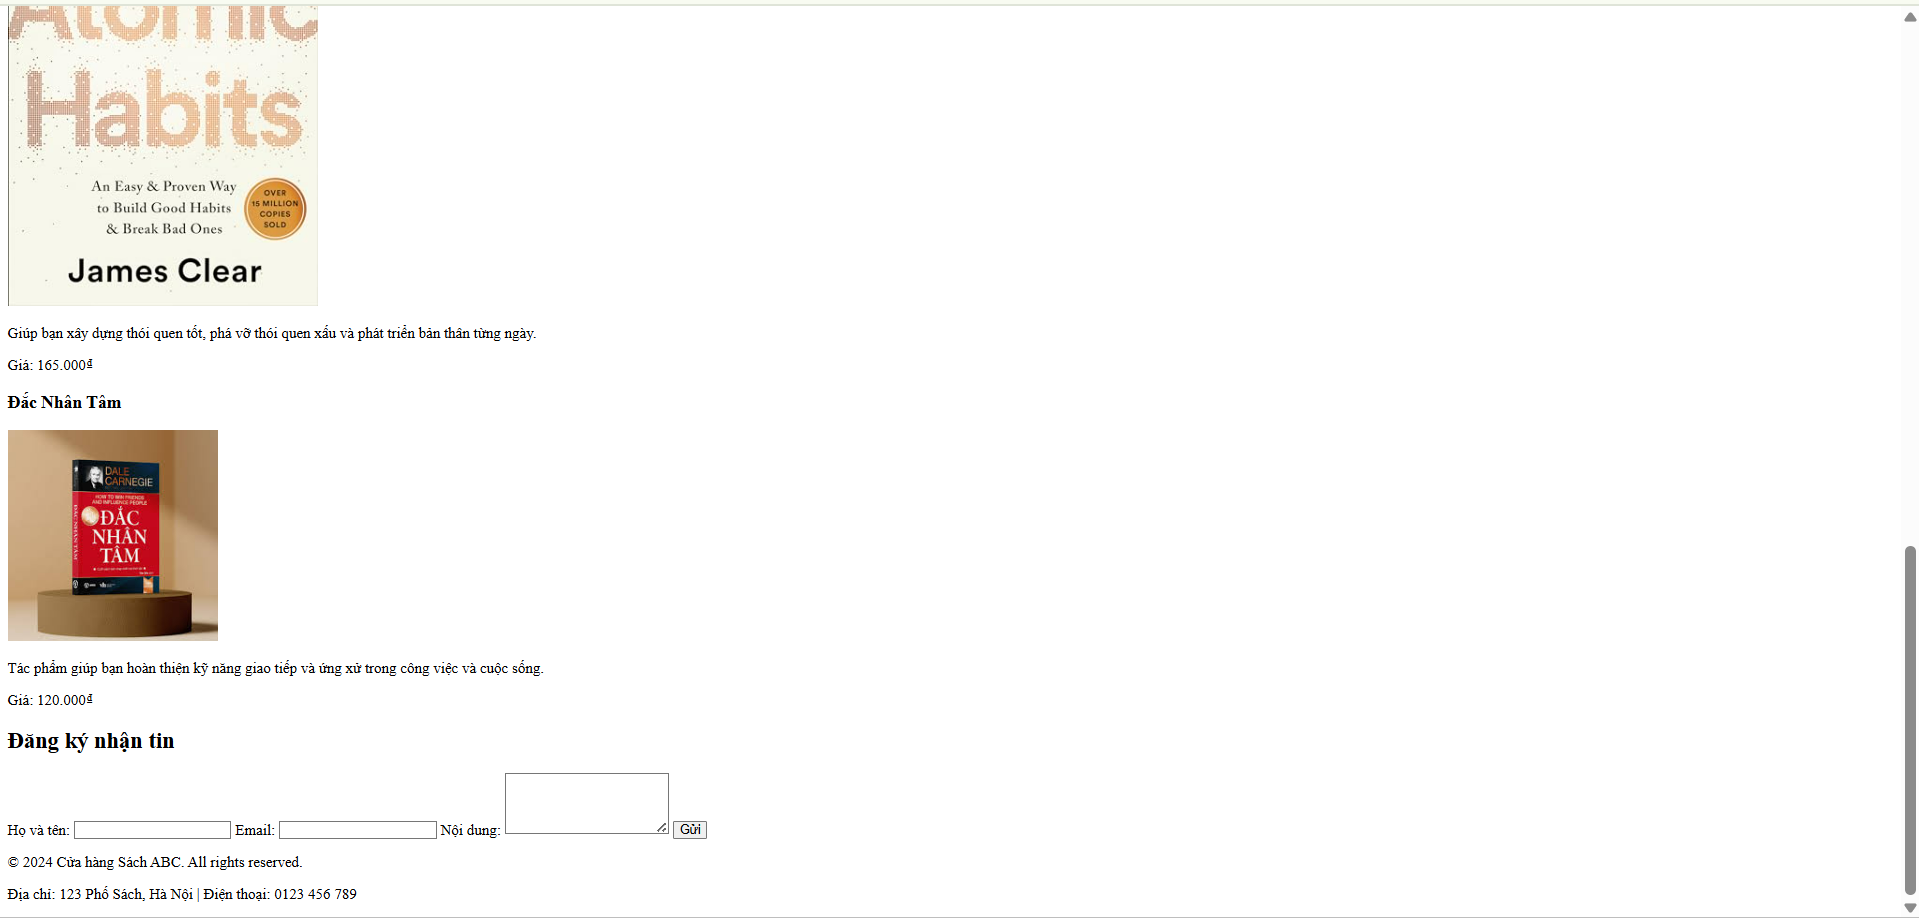 Atomic
Habits
An Easy & Proven Way
to Build Good Habits
& Break Bad Ones
OVER
15 MILLION
COPIES
SOLD
James Clear
Giúp bạn xây dựng thói quen tốt, phá vỡ thói quen xấu và phát triển bản thân từng ngày.
Giá: 165.000₫
Đắc Nhân Tâm
DALE
CARNEGIE
HOW TO WIN FRIENDS
AND INFLUENCE PEOPLE
ĐẮC
NHÂN
TÂM
ĐẮC NHÂN TÂM
Tác phẩm giúp bạn hoàn thiện kỹ năng giao tiếp và ứng xử trong công việc và cuộc sống.
Giá: 120.000₫
Đăng ký nhận tin
Họ và tên: Email: Nội dung: Gửi
© 2024 Cửa hàng Sách ABC. All rights reserved.
Địa chỉ: 123 Phố Sách, Hà Nội | Điện thoại: 0123 456 789